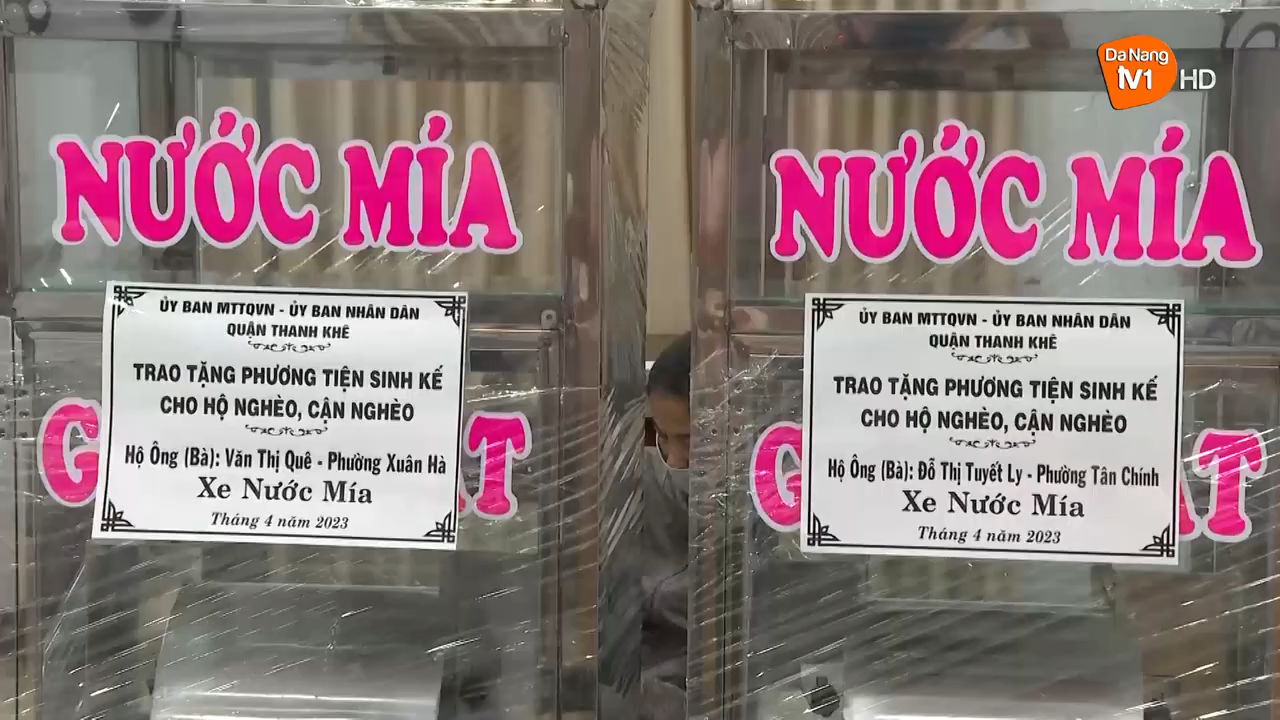 Da Nang
TV1 HD
NƯỚC MÍA
ỦY BAN MTTQVN - ỦY BAN NHÂN DÂN
QUẬN THANH KHÊ
TRAO TẶNG PHƯƠNG TIỆN SINH KẾ
CHO HỘ NGHÈO, CẬN NGHÈO
Hộ Ông (Bà): Văn Thị Quê - Phường Xuân Hà
Xe Nước Mía
Tháng 4 năm 2023
NƯỚC MÍA
ỦY BAN MTTQVN - ỦY BAN NHÂN DÂN
QUẬN THANH KHÊ
TRAO TẶNG PHƯƠNG TIỆN SINH KẾ
CHO HỘ NGHÈO, CẬN NGHÈO
Hộ Ông (Bà): Đỗ Thị Tuyết Ly - Phường Tân Chính
Xe Nước Mía
Tháng 4 năm 2023